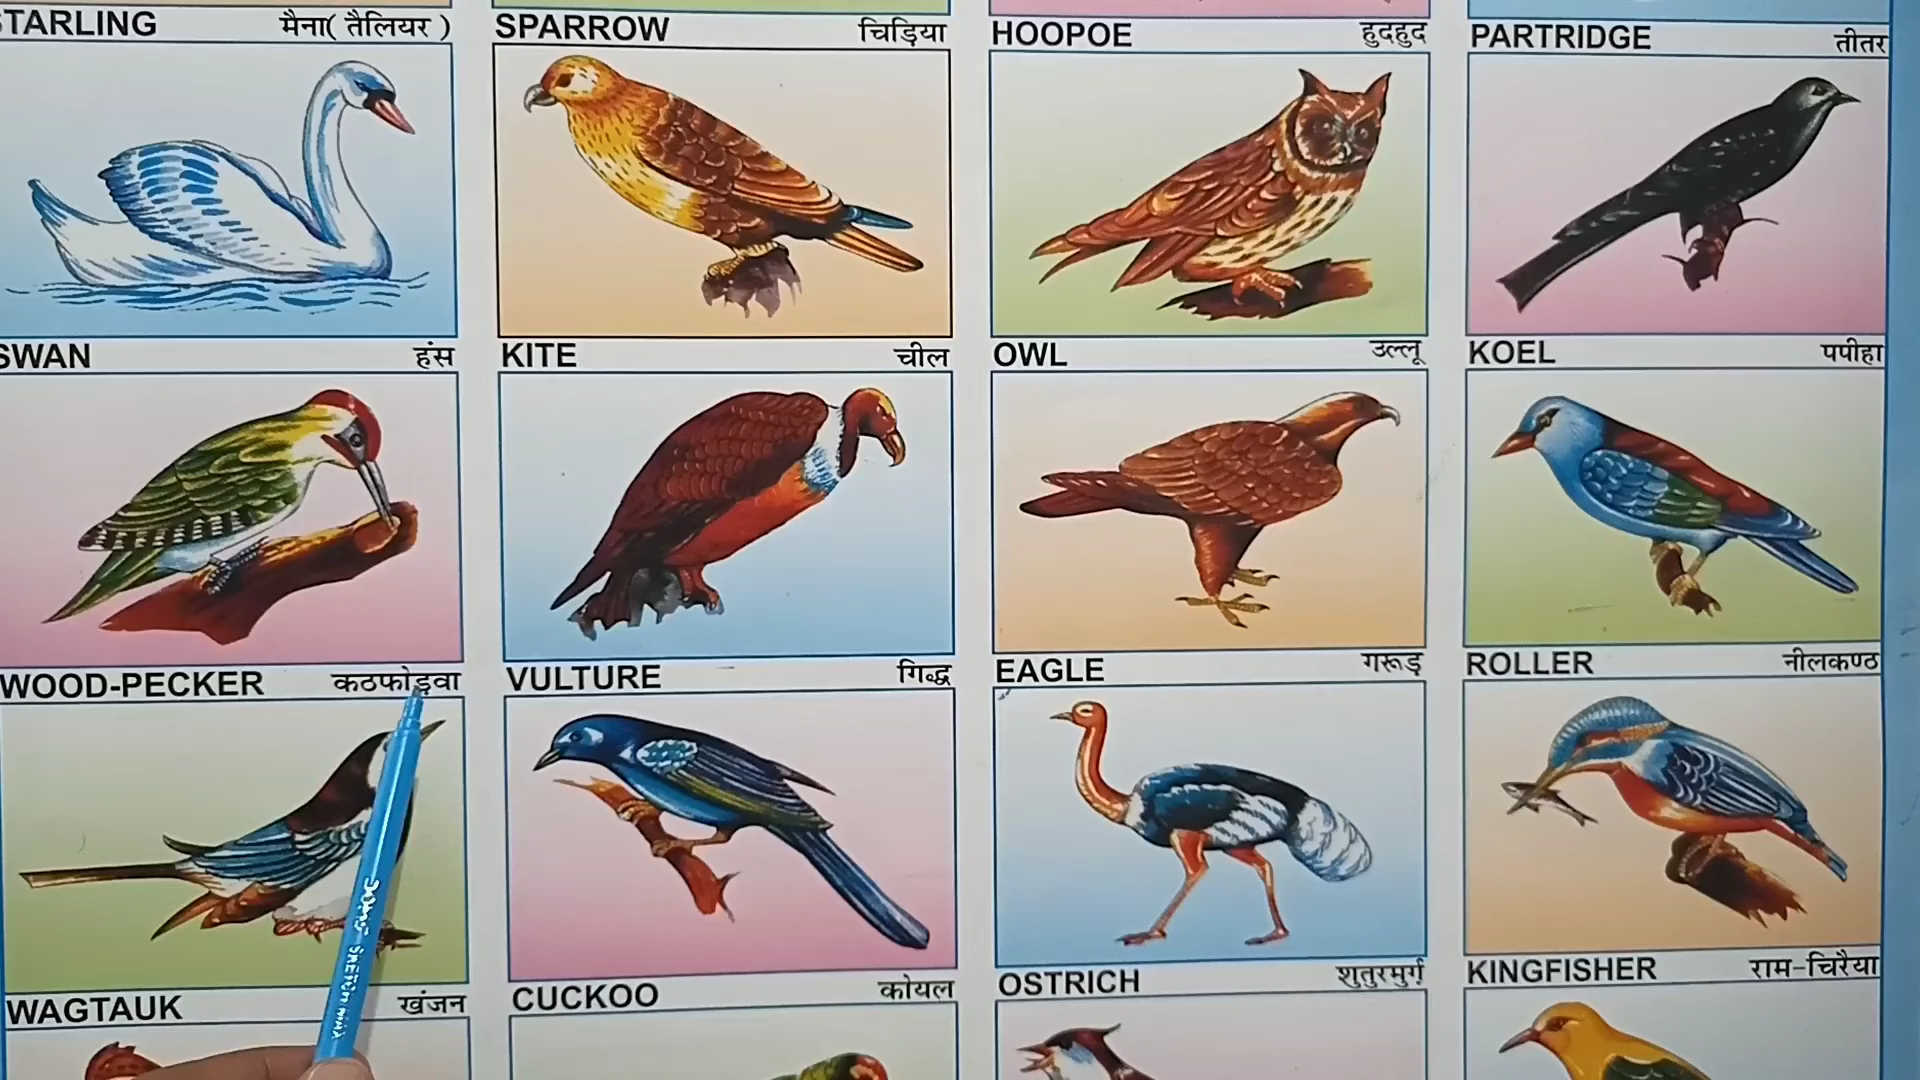 STARLING मैना( तैलियर )
SPARROW चिड़िया
HOOPOE हुदहुद
PARTRIDGE तीतर
SWAN हंस
KITE चील
OWL उल्लू
KOEL पपीहा
WOOD-PECKER कठफोड़वा
VULTURE गिद्ध
EAGLE गरूड़
ROLLER नीलकण्ठ
WAGTAUK खंजन
CUCKOO कोयल
OSTRICH शुतुरमुर्ग़
KINGFISHER राम-चिरैया